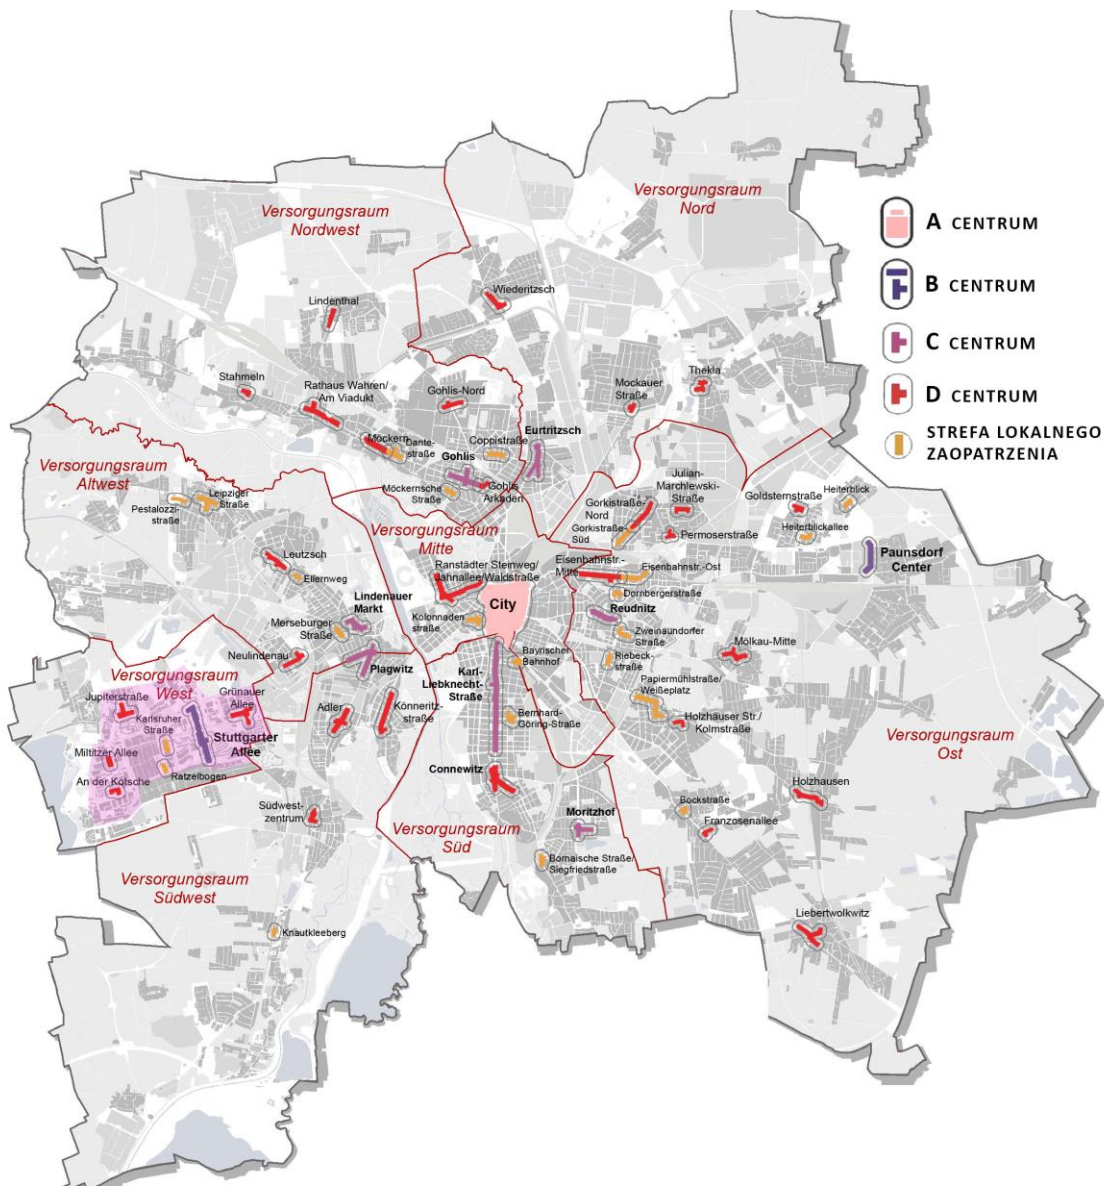 Versorgungsraum
Nordwest
Versorgungsraum
Nord
A CENTRUM
B CENTRUM
C CENTRUM
D CENTRUM
STREFA LOKALNEGO
ZAOPATRZENIA
Wiederitzsch
Lindenthal
Stahmeln
Rathaus Wahren/
Am Viadukt
Gohlis-Nord
Mockauer
Straße
Thekla
Möckern
Dante-
straße
Coppistraße
Eurtritzsch
Gohlis
Möckernsche
Straße
Gohlis
Arkaden
Versorgungsraum
Altwest
Leipziger
Straße
Pestalozzi-
straße
Julian-
Marchlewski-
Straße
Gorkistraße-
Nord
Gorkistraße-
Süd
Permoserstraße
Goldsternstraße
Heiterblick
Heiterblickallee
Paunsdorf
Center
Versorgungsraum
Mitte
Leutzsch
Ellernweg
Ranstädter Steinweg/
Jahnallee/Waldstraße
Eisenbahnstr.-
Mitte
Eisenbahnstr.-Ost
Dornbergerstraße
City
Lindenauer
Markt
Kolonnaden
straße
Reudnitz
Merseburger
Straße
Zweinaundorfer
Straße
Neulindenau
Plagwitz
Bayrischer
Bahnhof
Riebeck-
straße
Mölkau-Mitte
Karl-
Liebknecht-
Straße
Versorgungsraum
West
Jupiterstraße
Grünauer
Allee
Karlsruher
Straße
Stuttgarter
Allee
Adler
Könneritz-
straße
Bernhard-
Göring-Straße
Papiermühlstraße/
Weißeplatz
Holzhauser Str./
Kolmstraße
Versorgungsraum
Ost
Miltitzer Allee
An der Kotsche
Ratzelbogen
Connewitz
Holzhausen
Südwest-
zentrum
Versorgungsraum
Süd
Moritzhof
Bockstraße
Franzosenallee
Bornaische Straße/
Siegfriedstraße
Versorgungsraum
Südwest
Knautkleeberg
Liebertwolkwitz